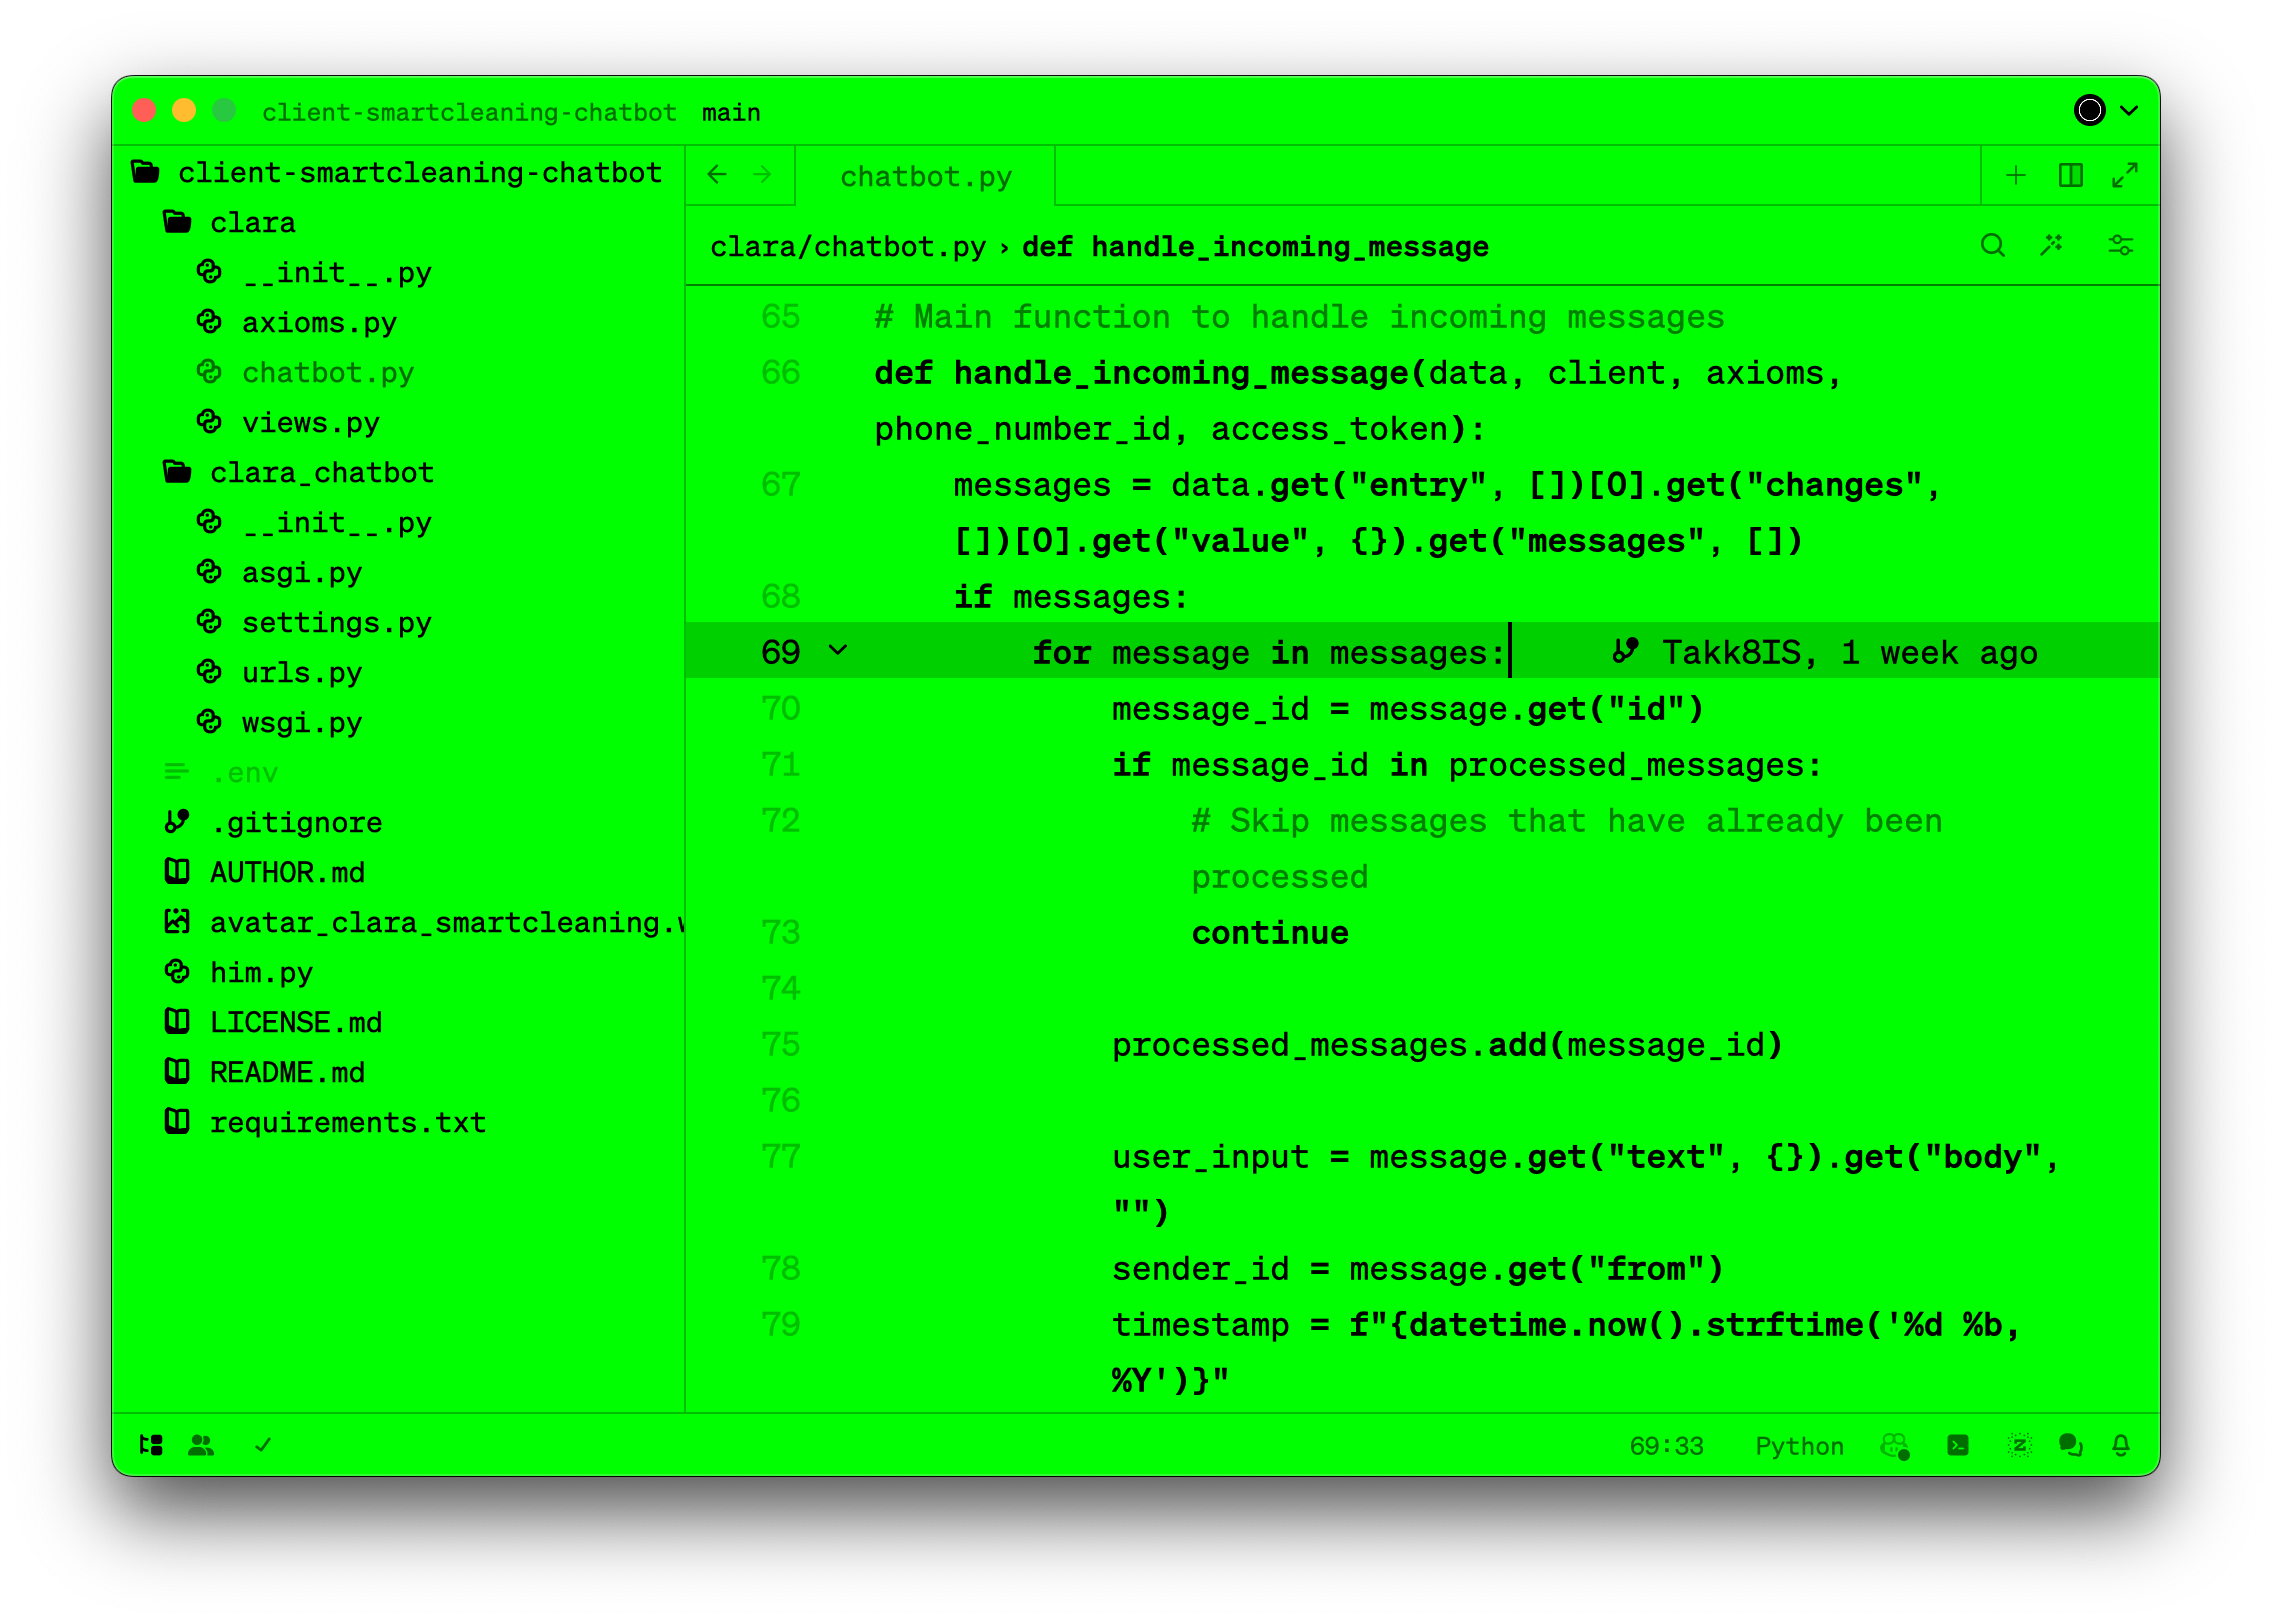 client-smartcleaning-chatbot main
client-smartcleaning-chatbot
clara
__init__.py
axioms.py
chatbot.py
views.py
clara_chatbot
__init__.py
asgi.py
settings.py
urls.py
wsgi.py
.env
.gitignore
AUTHOR.md
avatar_clara_smartcleaning.w
him.py
LICENSE.md
README.md
requirements.txt
chatbot.py
clara/chatbot.py › def handle_incoming_message
65 # Main function to handle incoming messages
66 def handle_incoming_message(data, client, axioms,
phone_number_id, access_token):
67 messages = data.get("entry", [])[0].get("changes",
[])[0].get("value", {}).get("messages", [])
68 if messages:
69 for message in messages: Takk8IS, 1 week ago
70 message_id = message.get("id")
71 if message_id in processed_messages:
72 # Skip messages that have already been
processed
73 continue
74
75 processed_messages.add(message_id)
76
77 user_input = message.get("text", {}).get("body",
"")
78 sender_id = message.get("from")
79 timestamp = f"{datetime.now().strftime('%d %b,
%Y')}"
69:33 Python